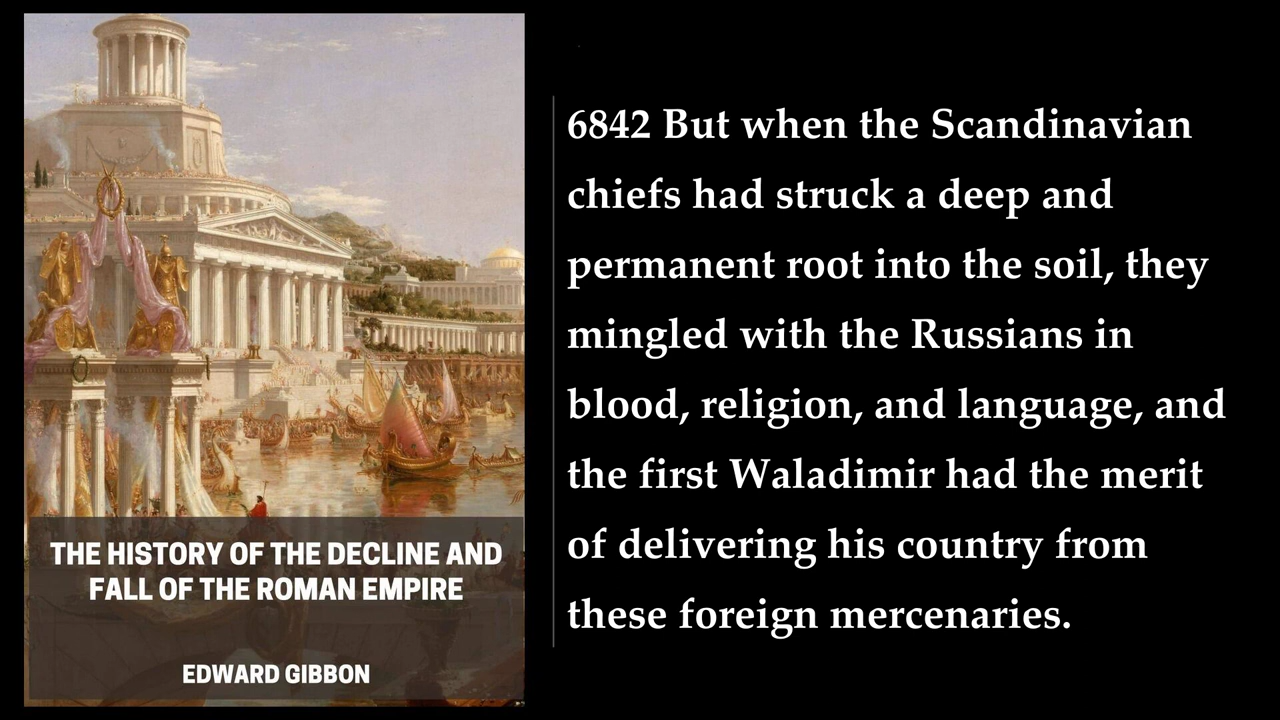 THE HISTORY OF THE DECLINE AND
FALL OF THE ROMAN EMPIRE
EDWARD GIBBON
6842 But when the Scandinavian
chiefs had struck a deep and
permanent root into the soil, they
mingled with the Russians in
blood, religion, and language, and
the first Waladimir had the merit
of delivering his country from
these foreign mercenaries.